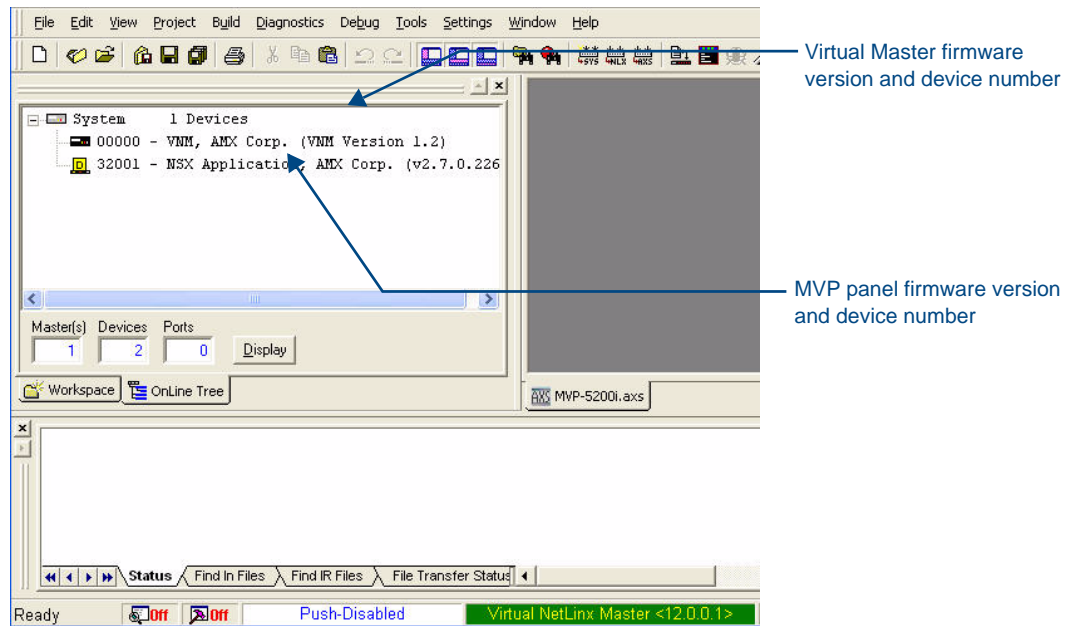 File Edit View Project Build Diagnostics Debug Tools Settings Window Help
SYS NLX AXS
Virtual Master firmware
version and device number
System 1 Devices
00000 - VNM, AMX Corp. (VNM Version 1.2)
32001 - NSX Application, AMX Corp. (v2.7.0.226
MVP panel firmware version
and device number
Master(s) Devices Ports
1 2 0 Display
Workspace OnLine Tree
AXS MVP-5200i.axs
Status Find In Files Find IR Files File Transfer Status
Ready Off Off Push-Disabled Virtual NetLinx Master <12.0.0.1>